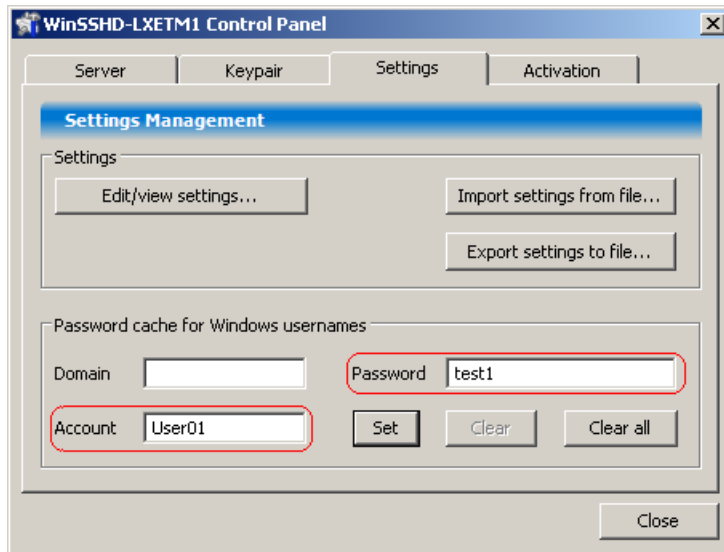 WinSSHD-LXETM1 Control Panel
Server Keypair Settings Activation
Settings Management
Settings
Edit/view settings... Import settings from file...
Export settings to file...
Password cache for Windows usernames
Domain Password test1
Account User01 Set Clear Clear all
Close